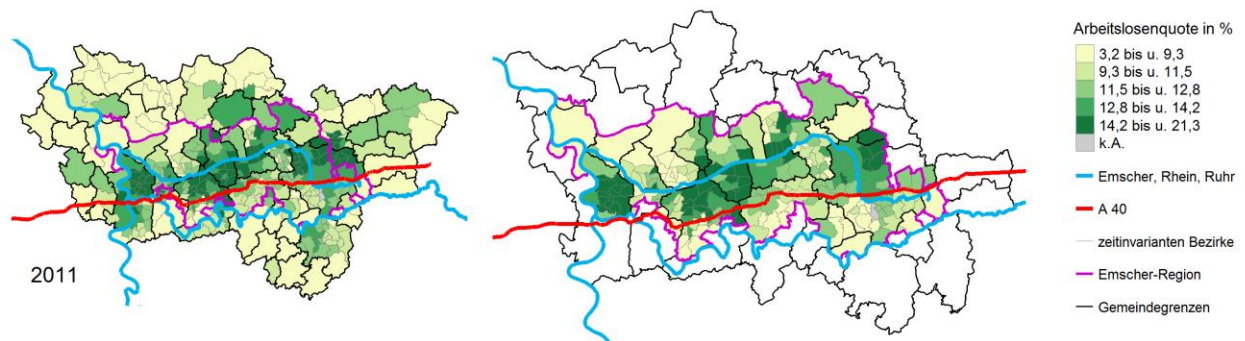 2011
Arbeitslosenquote in %
3,2 bis u. 9,3
9,3 bis u. 11,5
11,5 bis u. 12,8
12,8 bis u. 14,2
14,2 bis u. 21,3
k.A.
Emscher, Rhein, Ruhr
A 40
zeitinvarianten Bezirke
Emscher-Region
Gemeindegrenzen